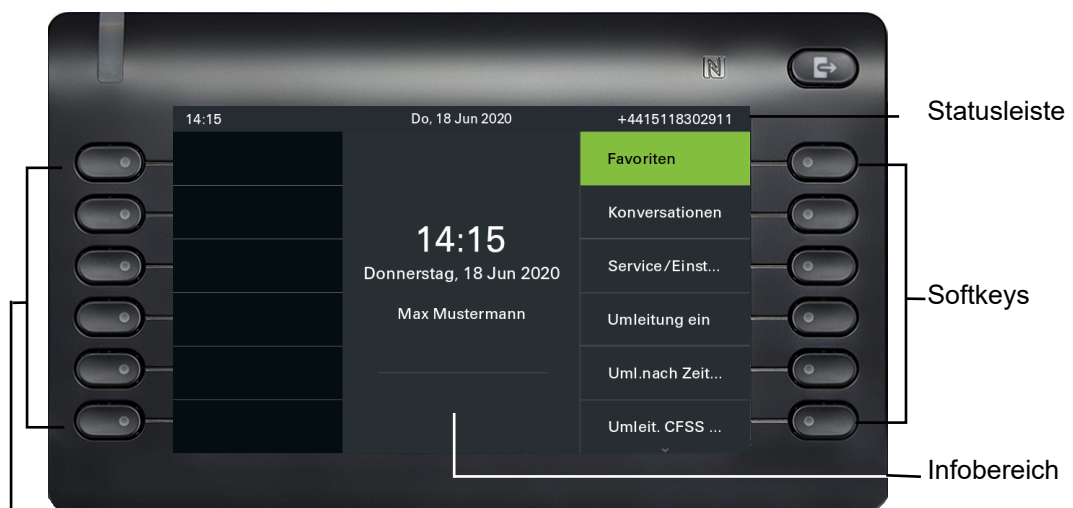 14:15 Do, 18 Jun 2020 +4415118302911
Statusleiste
Favoriten
Konversationen
14:15
Donnerstag, 18 Jun 2020
Max Mustermann
Service/Einst...
Umleitung ein
Uml.nach Zeit...
Umleit. CFSS ...
Softkeys
Infobereich